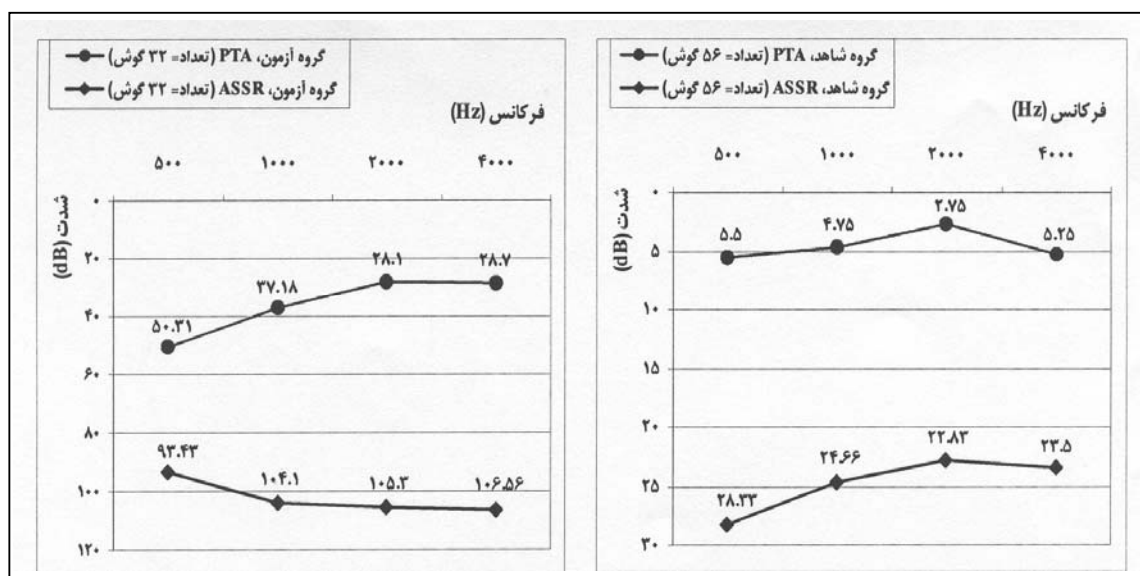 گروه آزمون، PTA (تعداد= ۳۲ گوش)
گروه آزمون، ASSR (تعداد= ۳۲ گوش)
فرکانس (Hz)
۵۰۰ ۱۰۰۰ ۲۰۰۰ ۴۰۰۰
شدت (dB)
۰
۲۰
۴۰
۶۰
۸۰
۱۰۰
۱۲۰
۵۰.۳۱ ۳۷.۱۸ ۲۸.۱ ۲۸.۷
۹۳.۴۳ ۱۰۴.۱ ۱۰۵.۳ ۱۰۶.۵۶
گروه شاهد، PTA (تعداد= ۵۶ گوش)
گروه شاهد، ASSR (تعداد= ۵۶ گوش)
فرکانس (Hz)
۵۰۰ ۱۰۰۰ ۲۰۰۰ ۴۰۰۰
شدت (dB)
۰
۵
۱۰
۱۵
۲۰
۲۵
۳۰
۵.۵ ۴.۷۵ ۲.۷۵ ۵.۲۵
۲۸.۳۳ ۲۴.۶۶ ۲۲.۸۳ ۲۳.۵